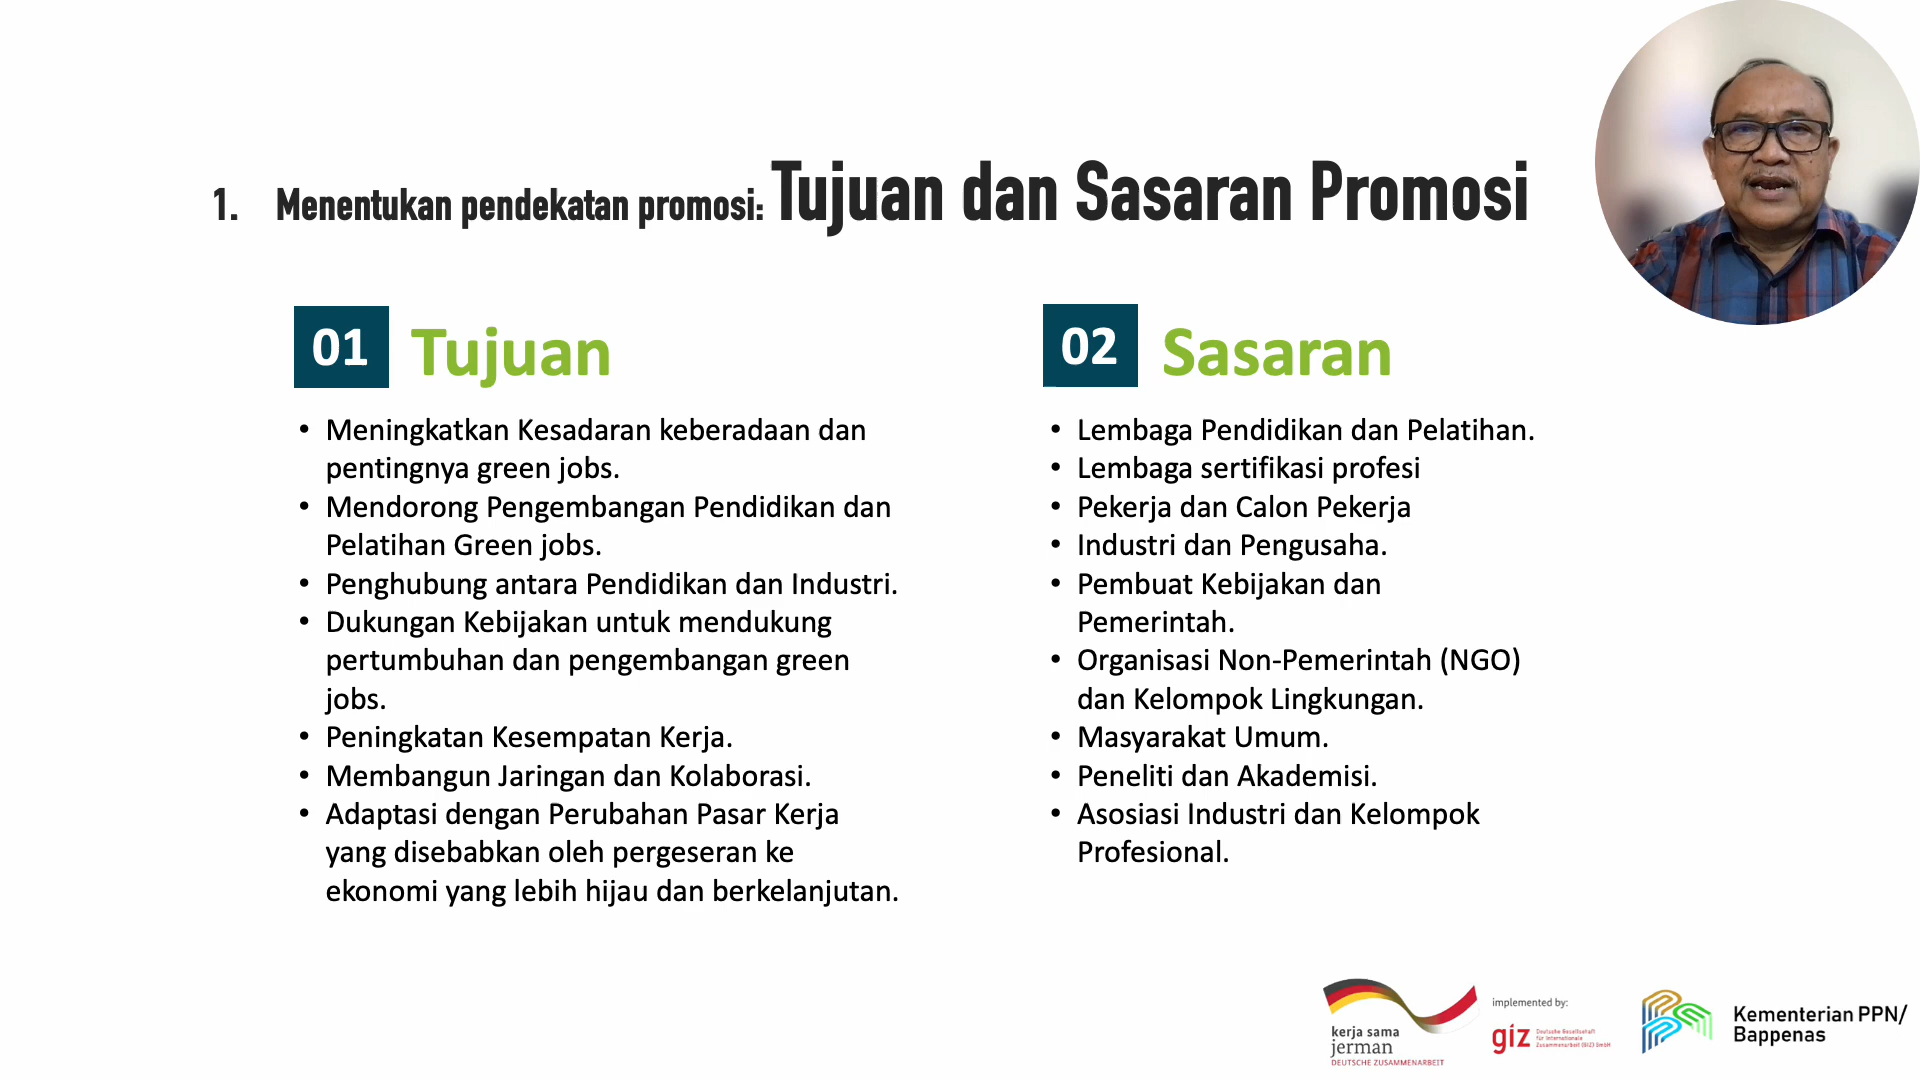 1. Menentukan pendekatan promosi: Tujuan dan Sasaran Promosi
01 Tujuan
• Meningkatkan Kesadaran keberadaan dan
pentingnya green jobs.
• Mendorong Pengembangan Pendidikan dan
Pelatihan Green jobs.
• Penghubung antara Pendidikan dan Industri.
• Dukungan Kebijakan untuk mendukung
pertumbuhan dan pengembangan green
jobs.
• Peningkatan Kesempatan Kerja.
• Membangun Jaringan dan Kolaborasi.
• Adaptasi dengan Perubahan Pasar Kerja
yang disebabkan oleh pergeseran ke
ekonomi yang lebih hijau dan berkelanjutan.
02 Sasaran
• Lembaga Pendidikan dan Pelatihan.
• Lembaga sertifikasi profesi
• Pekerja dan Calon Pekerja
• Industri dan Pengusaha.
• Pembuat Kebijakan dan
Pemerintah.
• Organisasi Non-Pemerintah (NGO)
dan Kelompok Lingkungan.
• Masyarakat Umum.
• Peneliti dan Akademisi.
• Asosiasi Industri dan Kelompok
Profesional.
kerja sama
jerman
DEUTSCHE ZUSAMMENARBEIT
implemented by:
giz
Deutsche Gesellschaft
für Internationale
Zusammenarbeit (GIZ) GmbH
Kementerian PPN/
Bappenas